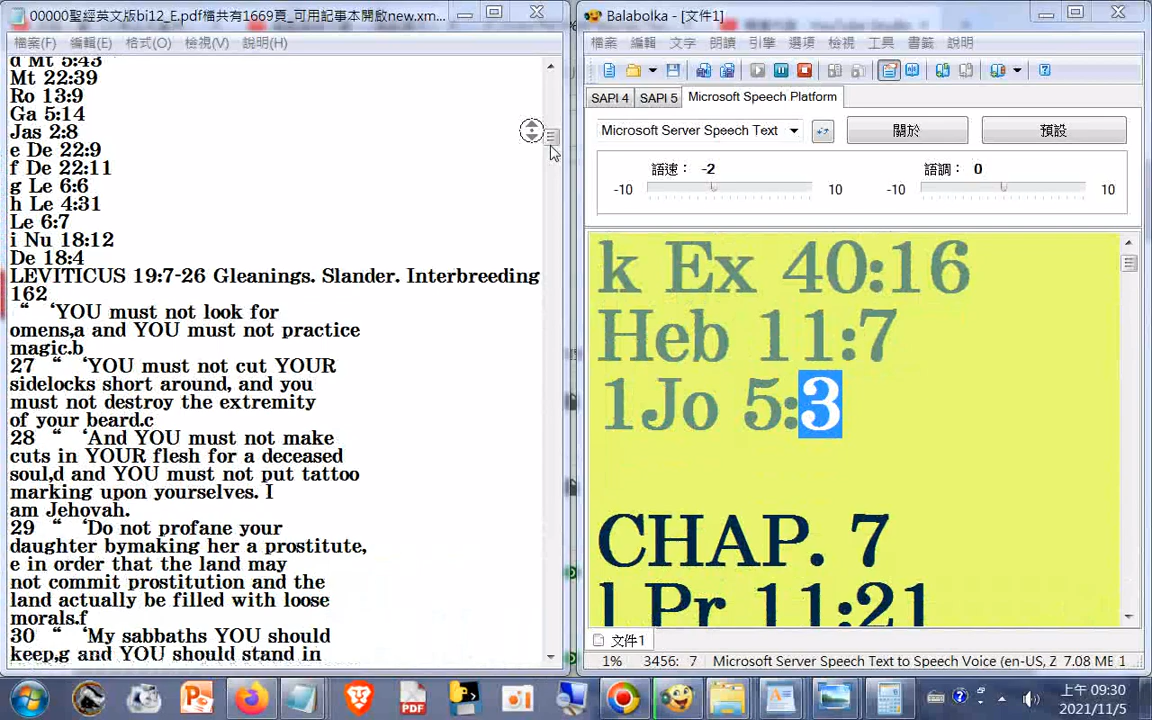 00000聖經英文版bi12_E.pdf檔共有1669頁_可用記事本開啟new.xm...
檔案(F) 編輯(E) 格式(O) 檢視(V) 說明(H)
d Mt 5:43
Mt 22:39
Ro 13:9
Ga 5:14
Jas 2:8
e De 22:9
f De 22:11
g Le 6:6
h Le 4:31
Le 6:7
i Nu 18:12
De 18:4
LEVITICUS 19:7-26 Gleanings. Slander. Interbreeding
162
“ ‘YOU must not look for
omens,a and YOU must not practice
magic.b
27 “ ‘YOU must not cut YOUR
sidelocks short around, and you
must not destroy the extremity
of your beard.c
28 “ ‘And YOU must not make
cuts in YOUR flesh for a deceased
soul,d and YOU must not put tattoo
marking upon yourselves. I
am Jehovah.
29 “ ‘Do not profane your
daughter bymaking her a prostitute,
e in order that the land may
not commit prostitution and the
land actually be filled with loose
morals.f
30 “ ‘My sabbaths YOU should
keep,g and YOU should stand in
Balabolka - [文件1]
檔案 編輯 文字 朗讀 引擎 選項 檢視 工具 書籤 說明
SAPI 4 SAPI 5 Microsoft Speech Platform
Microsoft Server Speech Text 關於 預設
語速： -2 語調： 0
-10 10 -10 10
k Ex 40:16
Heb 11:7
1Jo 5:3
CHAP. 7
l Pr 11:21
文件1
1% 3456: 7 Microsoft Server Speech Text to Speech Voice (en-US, Z 7.08 ME 1
PDF
上午 09:30
2021/11/5